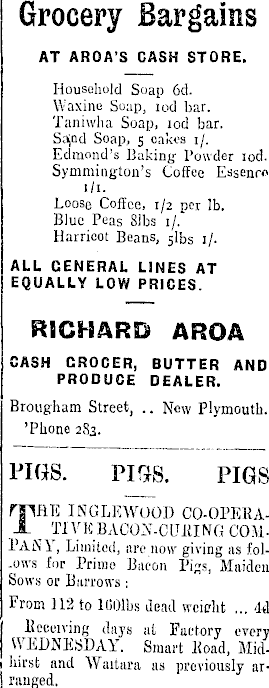 Grocery Bargains
AT AROA'S CASH STORE.
Household Soap 6d.
Waxine Soap, 10d bar.
Taniwha Soap, 10d bar.
Sand Soap, 5 cakes 1/.
Edmond's Baking Powder 10d.
Symmington's Coffee Essence
1/1.
Loose Coffee, 1/2 per lb.
Blue Peas 8lbs 1/.
Harricot Beans, 5lbs 1/.
ALL GENERAL LINES AT
EQUALLY LOW PRICES.
RICHARD AROA
CASH GROCER, BUTTER AND
PRODUCE DEALER.
Brougham Street, .. New Plymouth.
'Phone 283.
PIGS. PIGS. PIGS
THE INGLEWOOD CO-OPERA-
TIVE BACON-CURING COM-
PANY, Limited, are now giving as fol-
lows for Prime Bacon Pigs, Maiden
Sows or Barrows:
From 112 to 160lbs dead weight ... 4d
Receiving days at Factory every
WEDNESDAY. Smart Road, Mid-
hirst and Waitara as previously ar-
ranged.